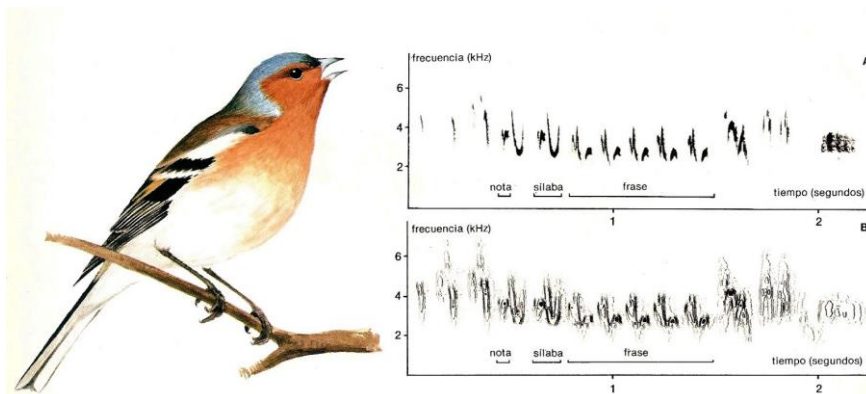 frecuencia (kHz)
A
6
4
2
nota
sílaba
frase
tiempo (segundos)
1
2
frecuencia (kHz)
B
6
4
2
nota
sílaba
frase
tiempo (segundos)
1
2